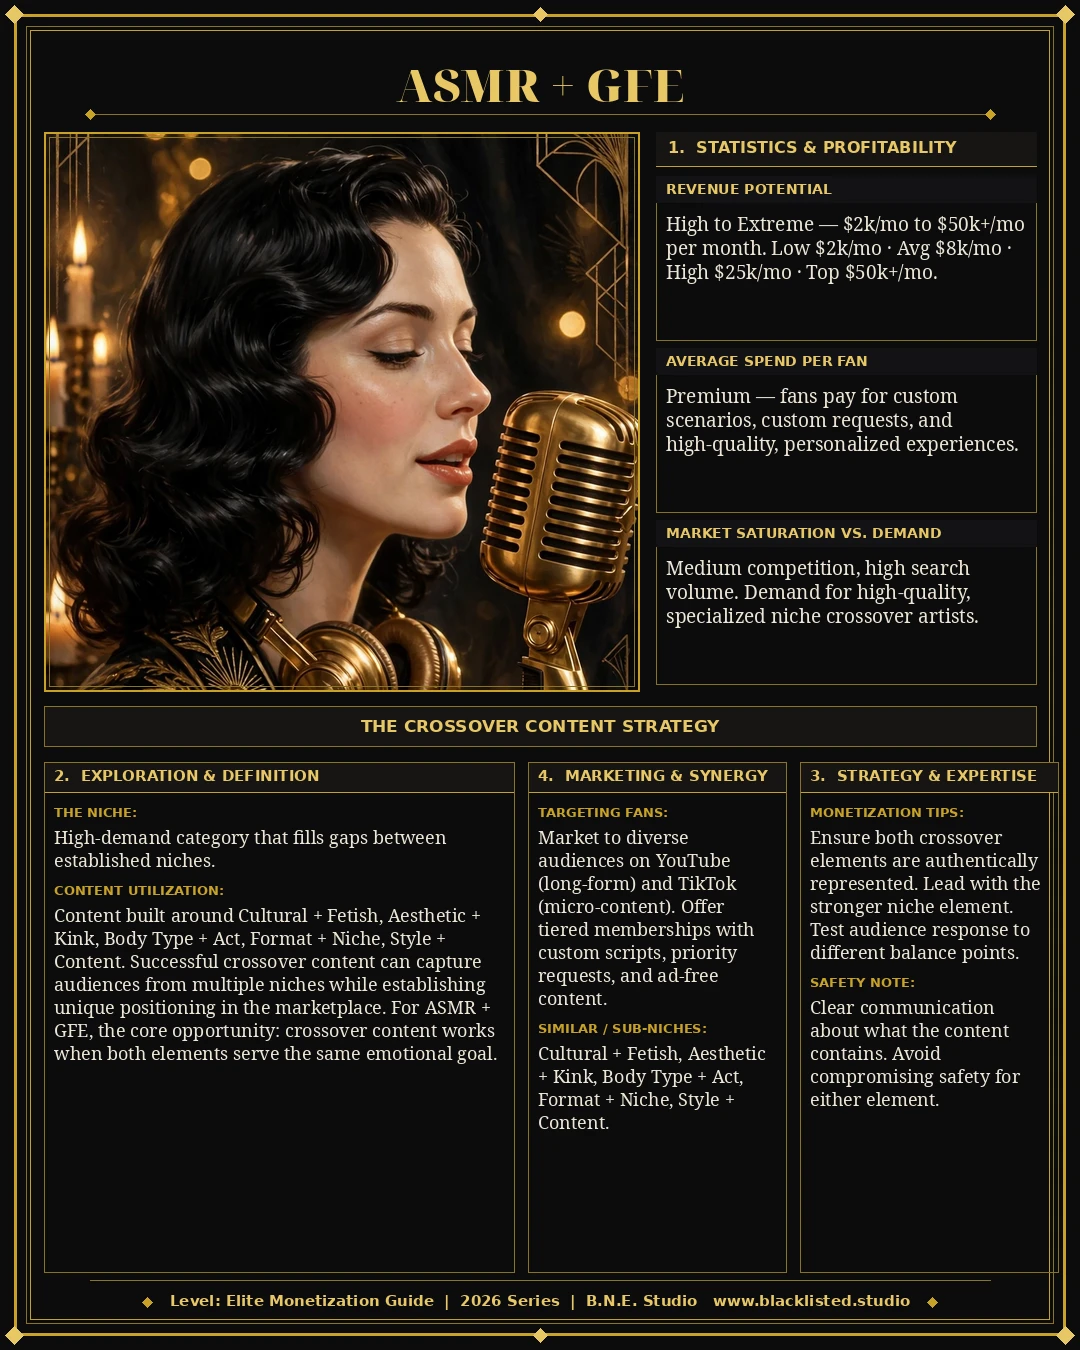 ASMR + GFE
1. STATISTICS & PROFITABILITY
REVENUE POTENTIAL
High to Extreme — $2k/mo to $50k+/mo
per month. Low $2k/mo · Avg $8k/mo ·
High $25k/mo · Top $50k+/mo.
AVERAGE SPEND PER FAN
Premium — fans pay for custom
scenarios, custom requests, and
high-quality, personalized experiences.
MARKET SATURATION VS. DEMAND
Medium competition, high search
volume. Demand for high-quality,
specialized niche crossover artists.
THE CROSSOVER CONTENT STRATEGY
2. EXPLORATION & DEFINITION
THE NICHE:
High-demand category that fills gaps between
established niches.
CONTENT UTILIZATION:
Content built around Cultural + Fetish, Aesthetic +
Kink, Body Type + Act, Format + Niche, Style +
Content. Successful crossover content can capture
audiences from multiple niches while establishing
unique positioning in the marketplace. For ASMR +
GFE, the core opportunity: crossover content works
when both elements serve the same emotional goal.
4. MARKETING & SYNERGY
TARGETING FANS:
Market to diverse
audiences on YouTube
(long-form) and TikTok
(micro-content). Offer
tiered memberships with
custom scripts, priority
requests, and ad-free
content.
SIMILAR / SUB-NICHES:
Cultural + Fetish, Aesthetic
+ Kink, Body Type + Act,
Format + Niche, Style +
Content.
3. STRATEGY & EXPERTISE
MONETIZATION TIPS:
Ensure both crossover
elements are authentically
represented. Lead with the
stronger niche element.
Test audience response to
different balance points.
SAFETY NOTE:
Clear communication
about what the content
contains. Avoid
compromising safety for
either element.
Level: Elite Monetization Guide | 2026 Series | B.N.E. Studio www.blacklisted.studio